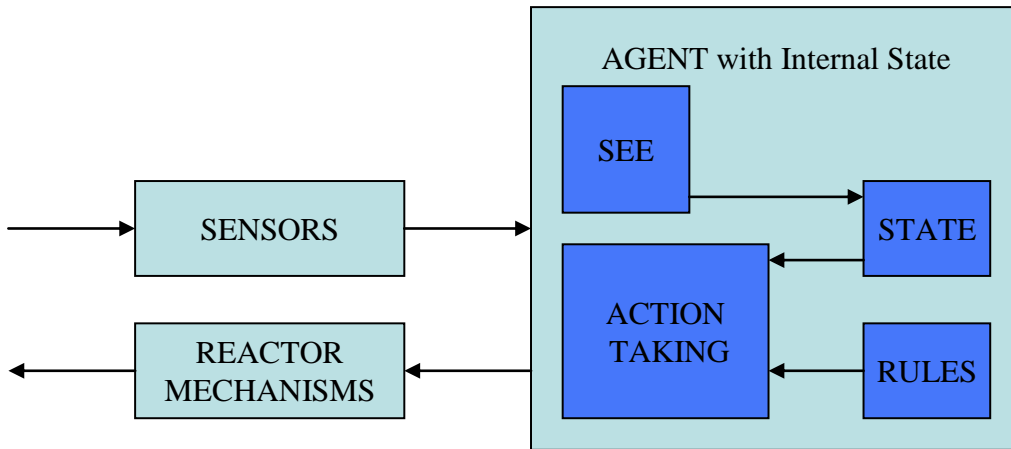 AGENT with Internal State
SEE
SENSORS
STATE
ACTION
TAKING
REACTOR
MECHANISMS
RULES